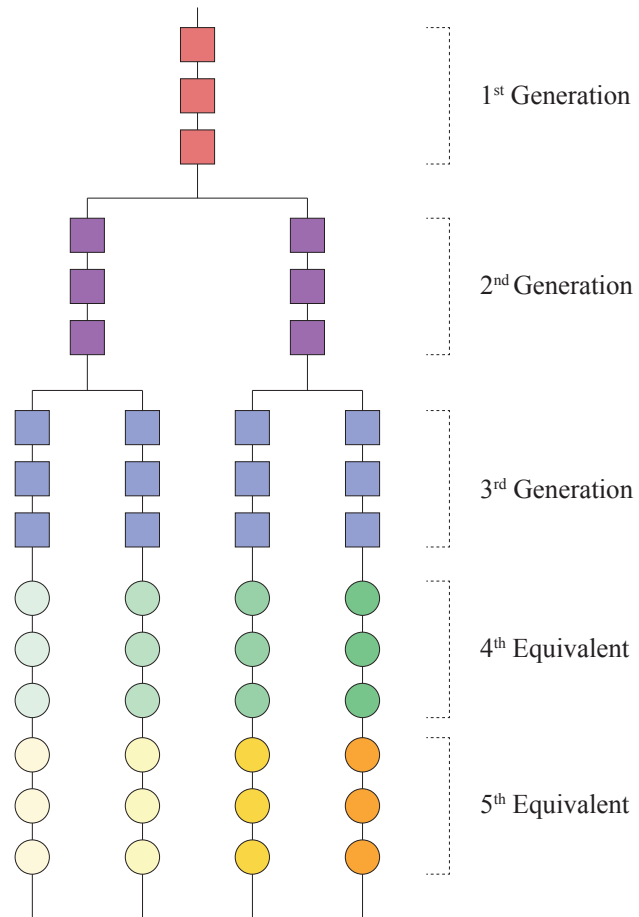 1st Generation
2nd Generation
3rd Generation
4th Equivalent
5th Equivalent